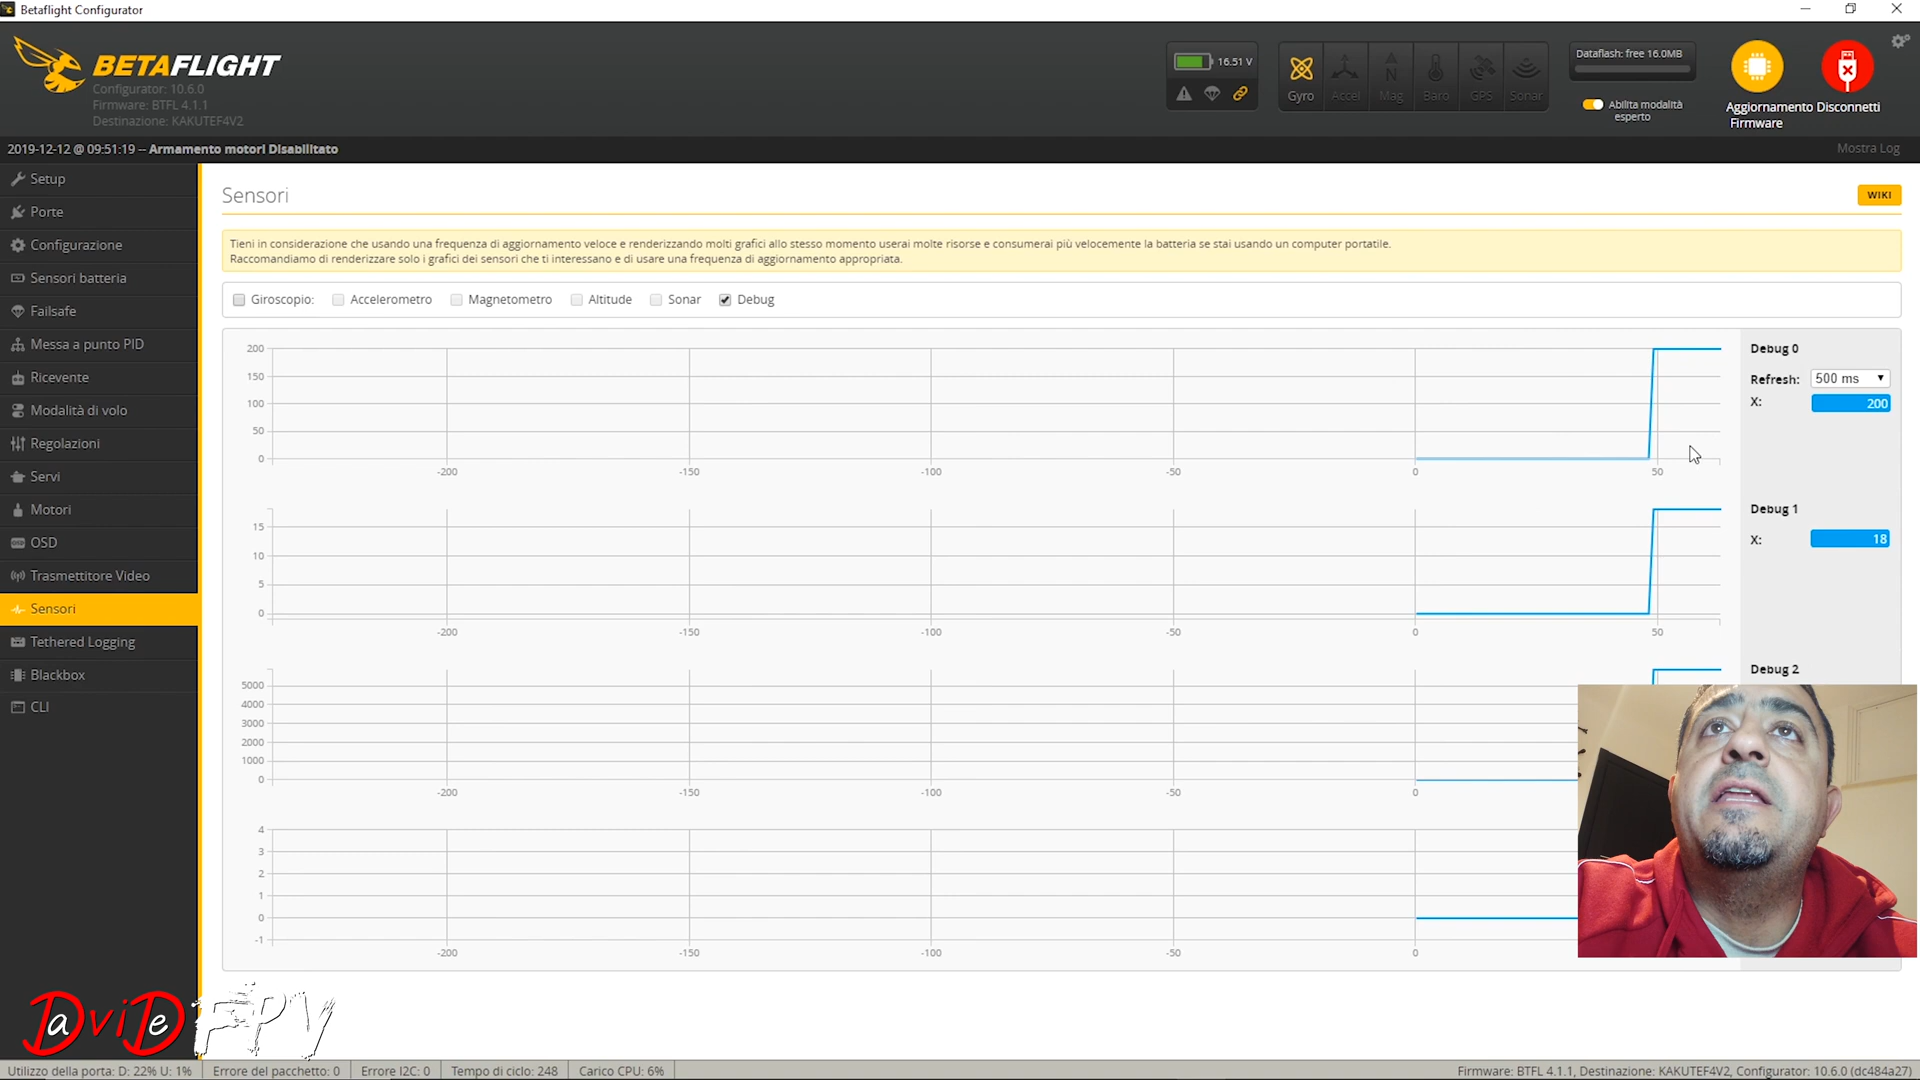 Betaflight Configurator
BETAFLIGHT
Configurator: 10.6.0
Firmware: BTFL 4.1.1
Destinazione: KAKUTEF4V2
16.51 V
Gyro
Accel
Mag
Baro
GPS
Sonar
Dataflash: free 16.0MB
Abilita modalità
esperto
Aggiornamento
Firmware
Disconnetti
2019-12-12 @ 09:51:19 -- Armamento motori Disabilitato
Mostra Log
Setup
Porte
Configurazione
Sensori batteria
Failsafe
Messa a punto PID
Ricevente
Modalità di volo
Regolazioni
Servi
Motori
OSD
Trasmettitore Video
Sensori
Tethered Logging
Blackbox
CLI
Sensori
WIKI
Tieni in considerazione che usando una frequenza di aggiornamento veloce e renderizzando molti grafici allo stesso momento userai molte risorse e consumerai più velocemente la batteria se stai usando un computer portatile.
Raccomandiamo di renderizzare solo i grafici dei sensori che ti interessano e di usare una frequenza di aggiornamento appropriata.
Giroscopio: Accelerometro Magnetometro Altitude Sonar Debug
200
150
100
50
0
-200 -150 -100 -50 0 50
Debug 0
Refresh: 500 ms
X: 200
15
10
5
0
-200 -150 -100 -50 0 50
Debug 1
X: 18
5000
4000
3000
2000
1000
0
-200 -150 -100 -50 0
Debug 2
4
3
2
1
0
-1
-200 -150 -100 -50 0
DaviDe FPV
Utilizzo della porta: D: 22% U: 1% Errore del pacchetto: 0 Errore I2C: 0 Tempo di ciclo: 248 Carico CPU: 6%
Firmware: BTFL 4.1.1, Destinazione: KAKUTEF4V2, Configurator: 10.6.0 (dc484a27)